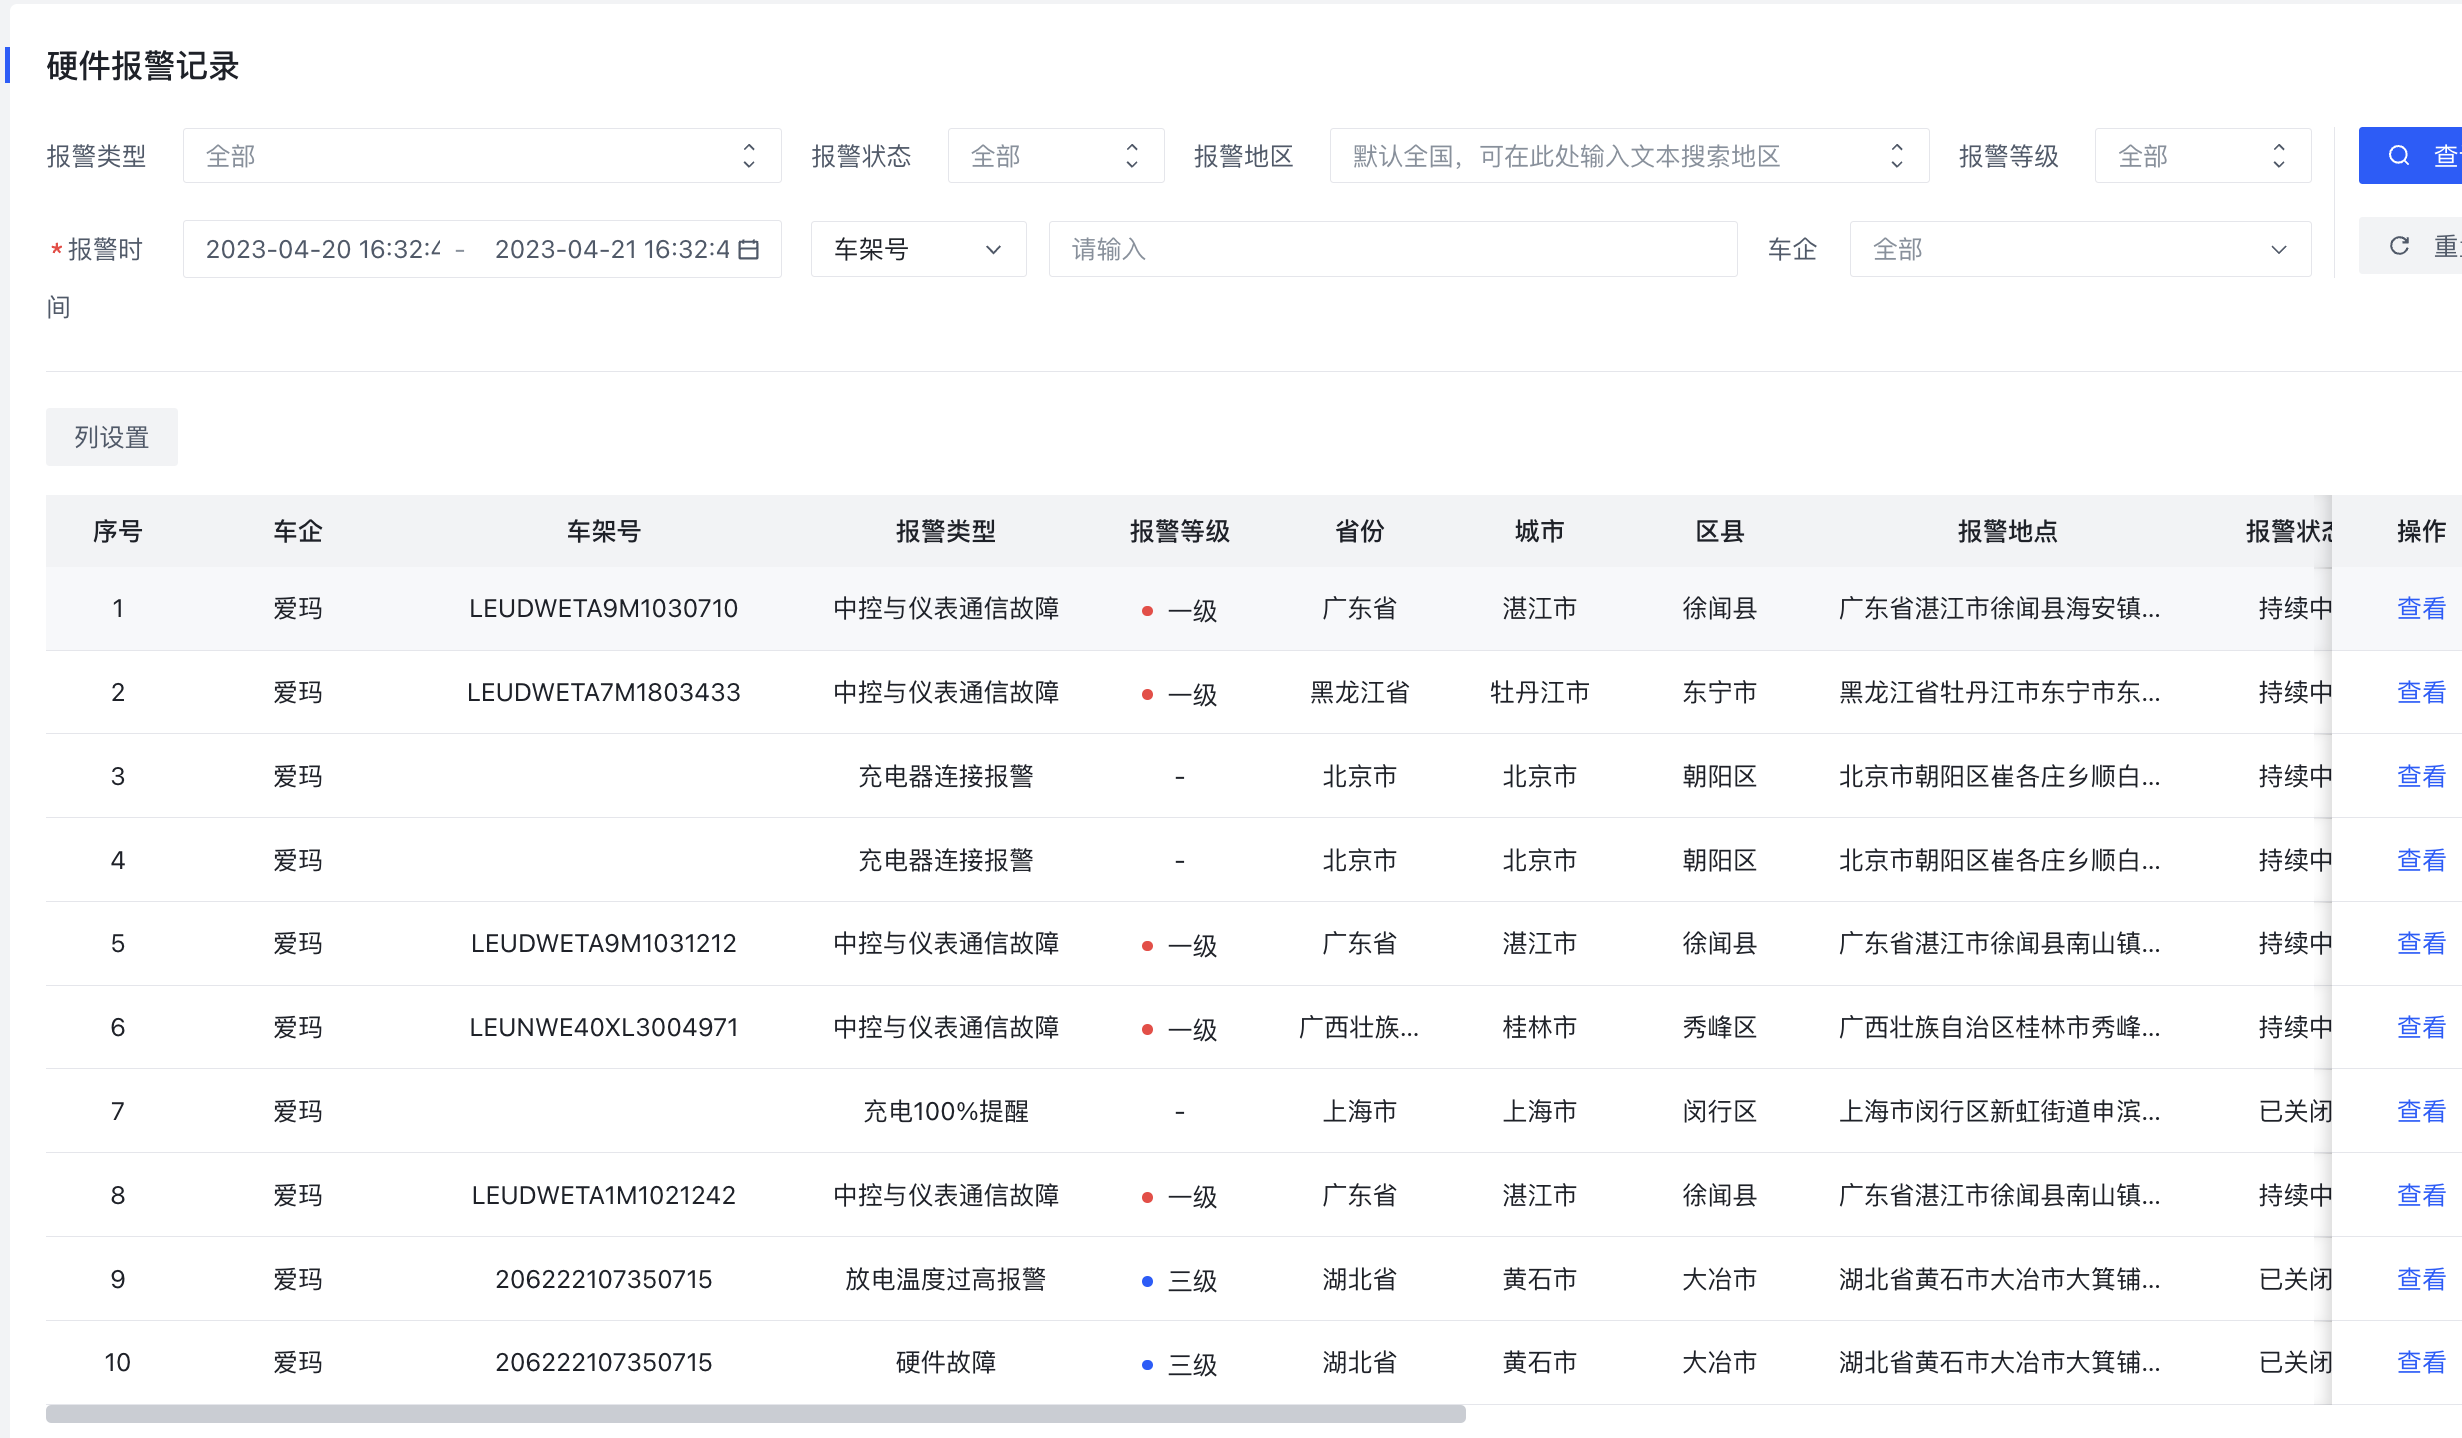 硬件报警记录
报警类型 全部 报警状态 全部 报警地区 默认全国，可在此处输入文本搜索地区 报警等级 全部
*报警时间 2023-04-20 16:32:4 - 2023-04-21 16:32:4 车架号 请输入 车企 全部
列设置
序号 车企 车架号 报警类型 报警等级 省份 城市 区县 报警地点 报警状态 操作
1 爱玛 LEUDWETA9M1030710 中控与仪表通信故障 一级 广东省 湛江市 徐闻县 广东省湛江市徐闻县海安镇... 持续中 查看
2 爱玛 LEUDWETA7M1803433 中控与仪表通信故障 一级 黑龙江省 牡丹江市 东宁市 黑龙江省牡丹江市东宁市东... 持续中 查看
3 爱玛 充电器连接报警 - 北京市 北京市 朝阳区 北京市朝阳区崔各庄乡顺白... 持续中 查看
4 爱玛 充电器连接报警 - 北京市 北京市 朝阳区 北京市朝阳区崔各庄乡顺白... 持续中 查看
5 爱玛 LEUDWETA9M1031212 中控与仪表通信故障 一级 广东省 湛江市 徐闻县 广东省湛江市徐闻县南山镇... 持续中 查看
6 爱玛 LEUNWE40XL3004971 中控与仪表通信故障 一级 广西壮族... 桂林市 秀峰区 广西壮族自治区桂林市秀峰... 持续中 查看
7 爱玛 充电100%提醒 - 上海市 上海市 闵行区 上海市闵行区新虹街道申滨... 已关闭 查看
8 爱玛 LEUDWETA1M1021242 中控与仪表通信故障 一级 广东省 湛江市 徐闻县 广东省湛江市徐闻县南山镇... 持续中 查看
9 爱玛 206222107350715 放电温度过高报警 三级 湖北省 黄石市 大冶市 湖北省黄石市大冶市大箕铺... 已关闭 查看
10 爱玛 206222107350715 硬件故障 三级 湖北省 黄石市 大冶市 湖北省黄石市大冶市大箕铺... 已关闭 查看